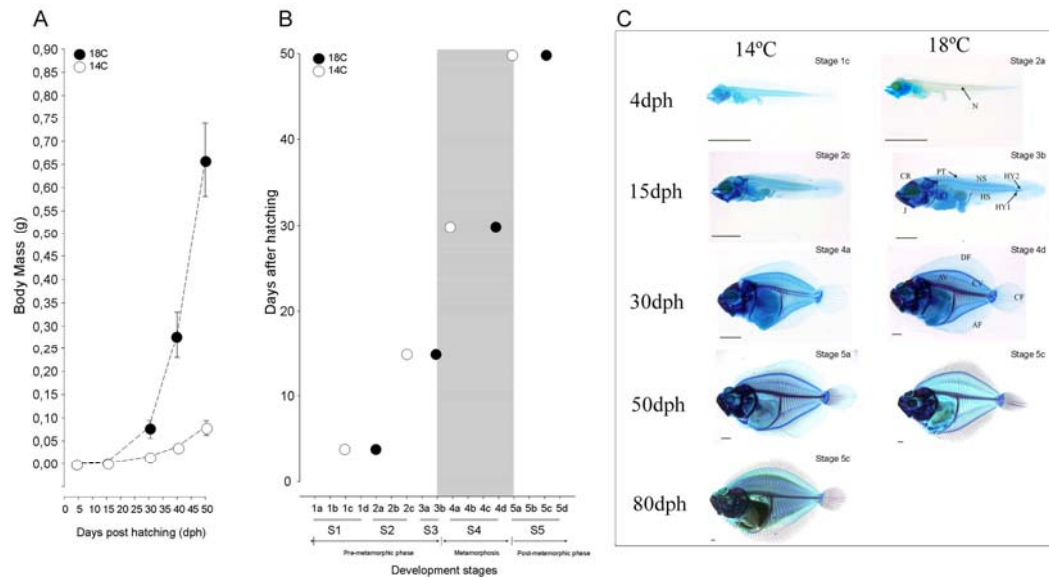 A
Body Mass (g)
0,90
0,85
0,80
0,75
0,70
0,65
0,60
0,55
0,50
0,45
0,40
0,35
0,30
0,25
0,20
0,15
0,10
0,05
0,00
18C
14C
0 5 10 15 20 25 30 35 40 45 50
Days post hatching (dph)
B
Days after hatching
50
40
30
20
10
0
18C
14C
1a 1b 1c 1d 2a 2b 2c 3a 3b 4a 4b 4c 4d 5a 5b 5c 5d
S1 S2 S3 S4 S5
Pre-metamorphic phase Metamorphosis Post-metamorphic phase
Development stages
C
14ºC 18ºC
4dph
Stage 1c
Stage 2a
N
15dph
Stage 2c
Stage 3b
CR PT NS HY2
J HS HY1
30dph
Stage 4a
Stage 4d
DF
AV CV
CF
AF
50dph
Stage 5a
Stage 5c
80dph
Stage 5c